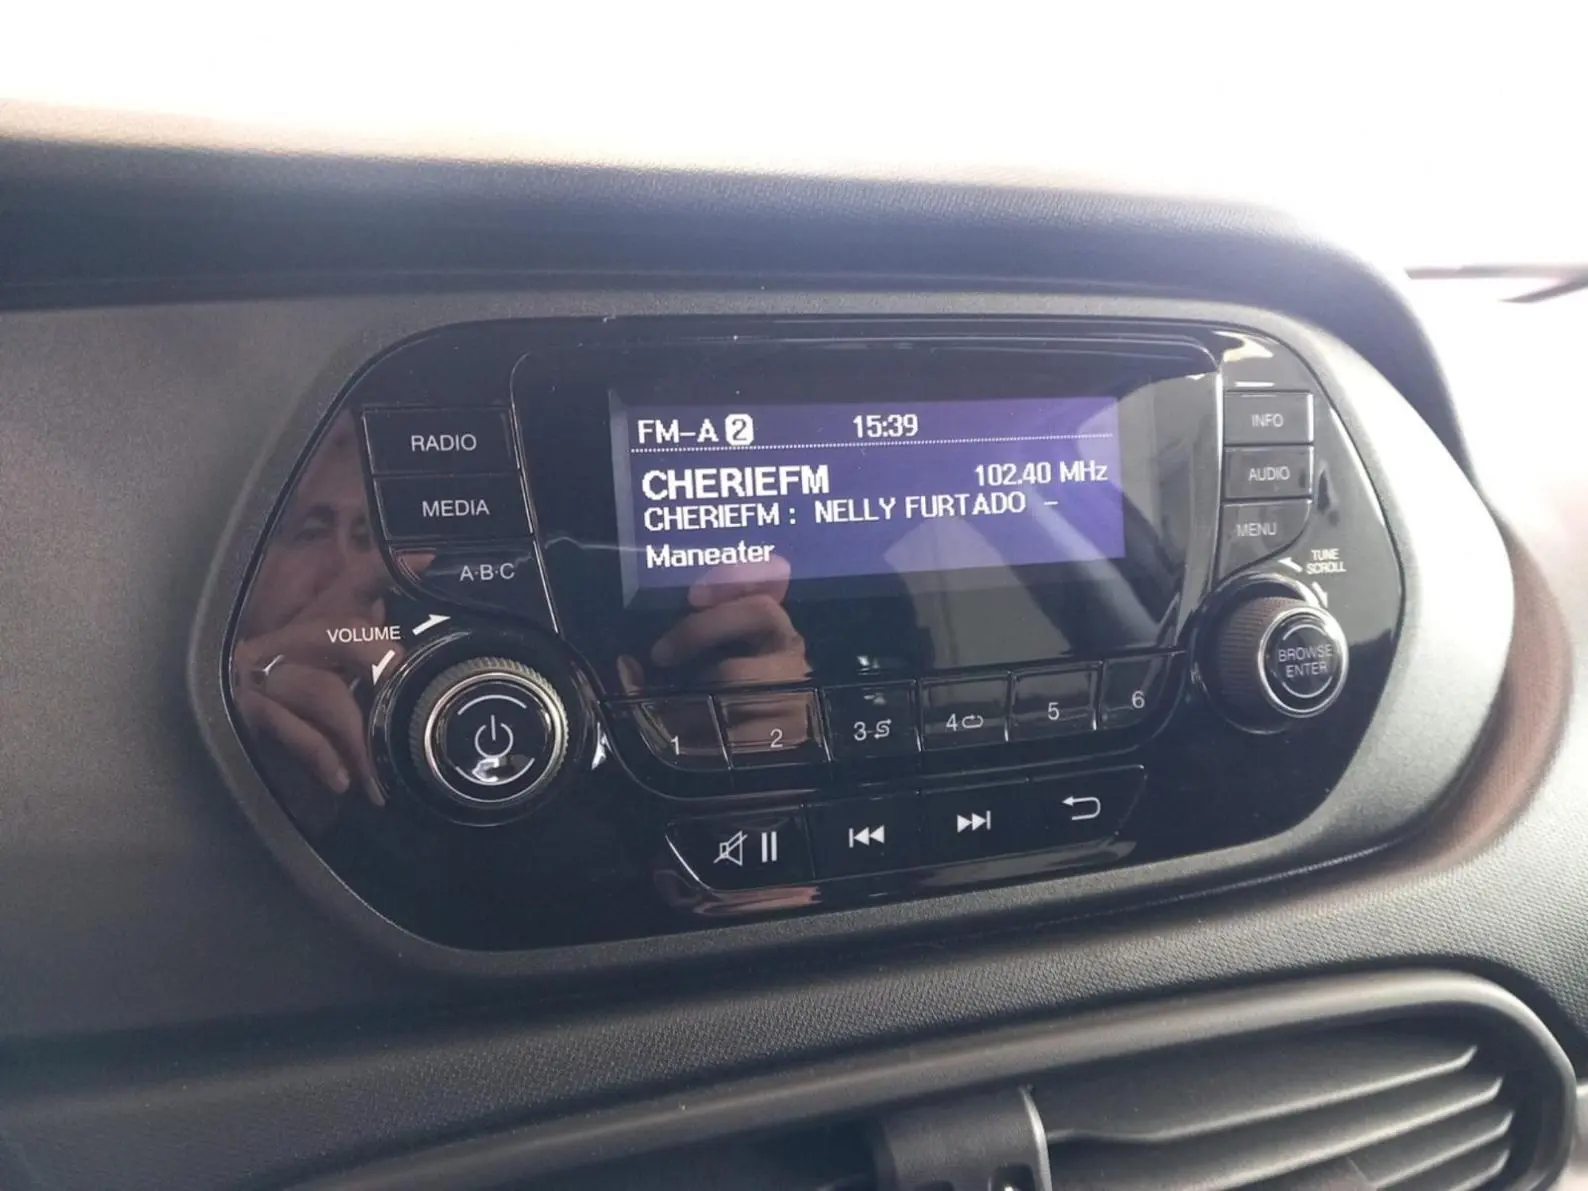 FM-A 2 15:39
CHERIEFM 102.40 MHz
CHERIEFM : NELLY FURTADO -
Maneater
RADIO
MEDIA
A·B·C
VOLUME
INFO
AUDIO
MENU
TUNE
SCROLL
BROWSE
ENTER
1 2 3 4 5 6